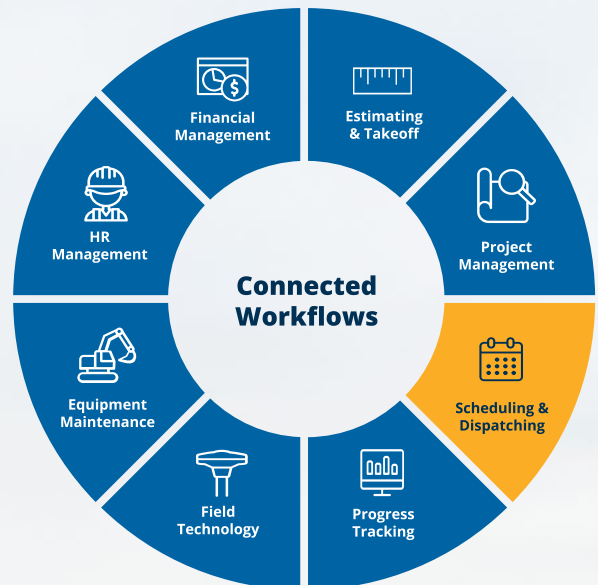 Financial
Management
Estimating
& Takeoff
HR
Management
Project
Management
Connected
Workflows
Equipment
Maintenance
Scheduling &
Dispatching
Field
Technology
Progress
Tracking
$